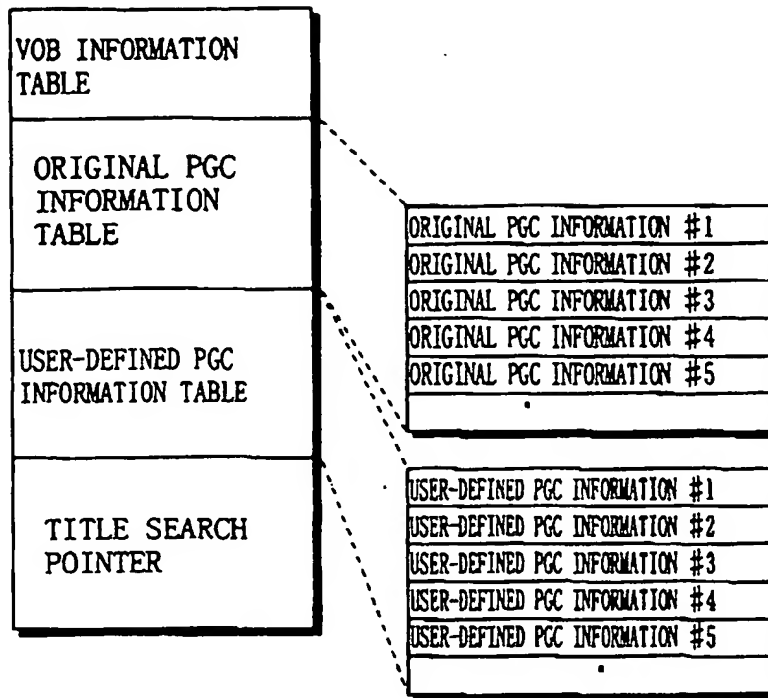 VOB INFORMATION
TABLE
ORIGINAL PGC
INFORMATION
TABLE
USER-DEFINED PGC
INFORMATION TABLE
TITLE SEARCH
POINTER
ORIGINAL PGC INFORMATION #1
ORIGINAL PGC INFORMATION #2
ORIGINAL PGC INFORMATION #3
ORIGINAL PGC INFORMATION #4
ORIGINAL PGC INFORMATION #5
USER-DEFINED PGC INFORMATION #1
USER-DEFINED PGC INFORMATION #2
USER-DEFINED PGC INFORMATION #3
USER-DEFINED PGC INFORMATION #4
USER-DEFINED PGC INFORMATION #5